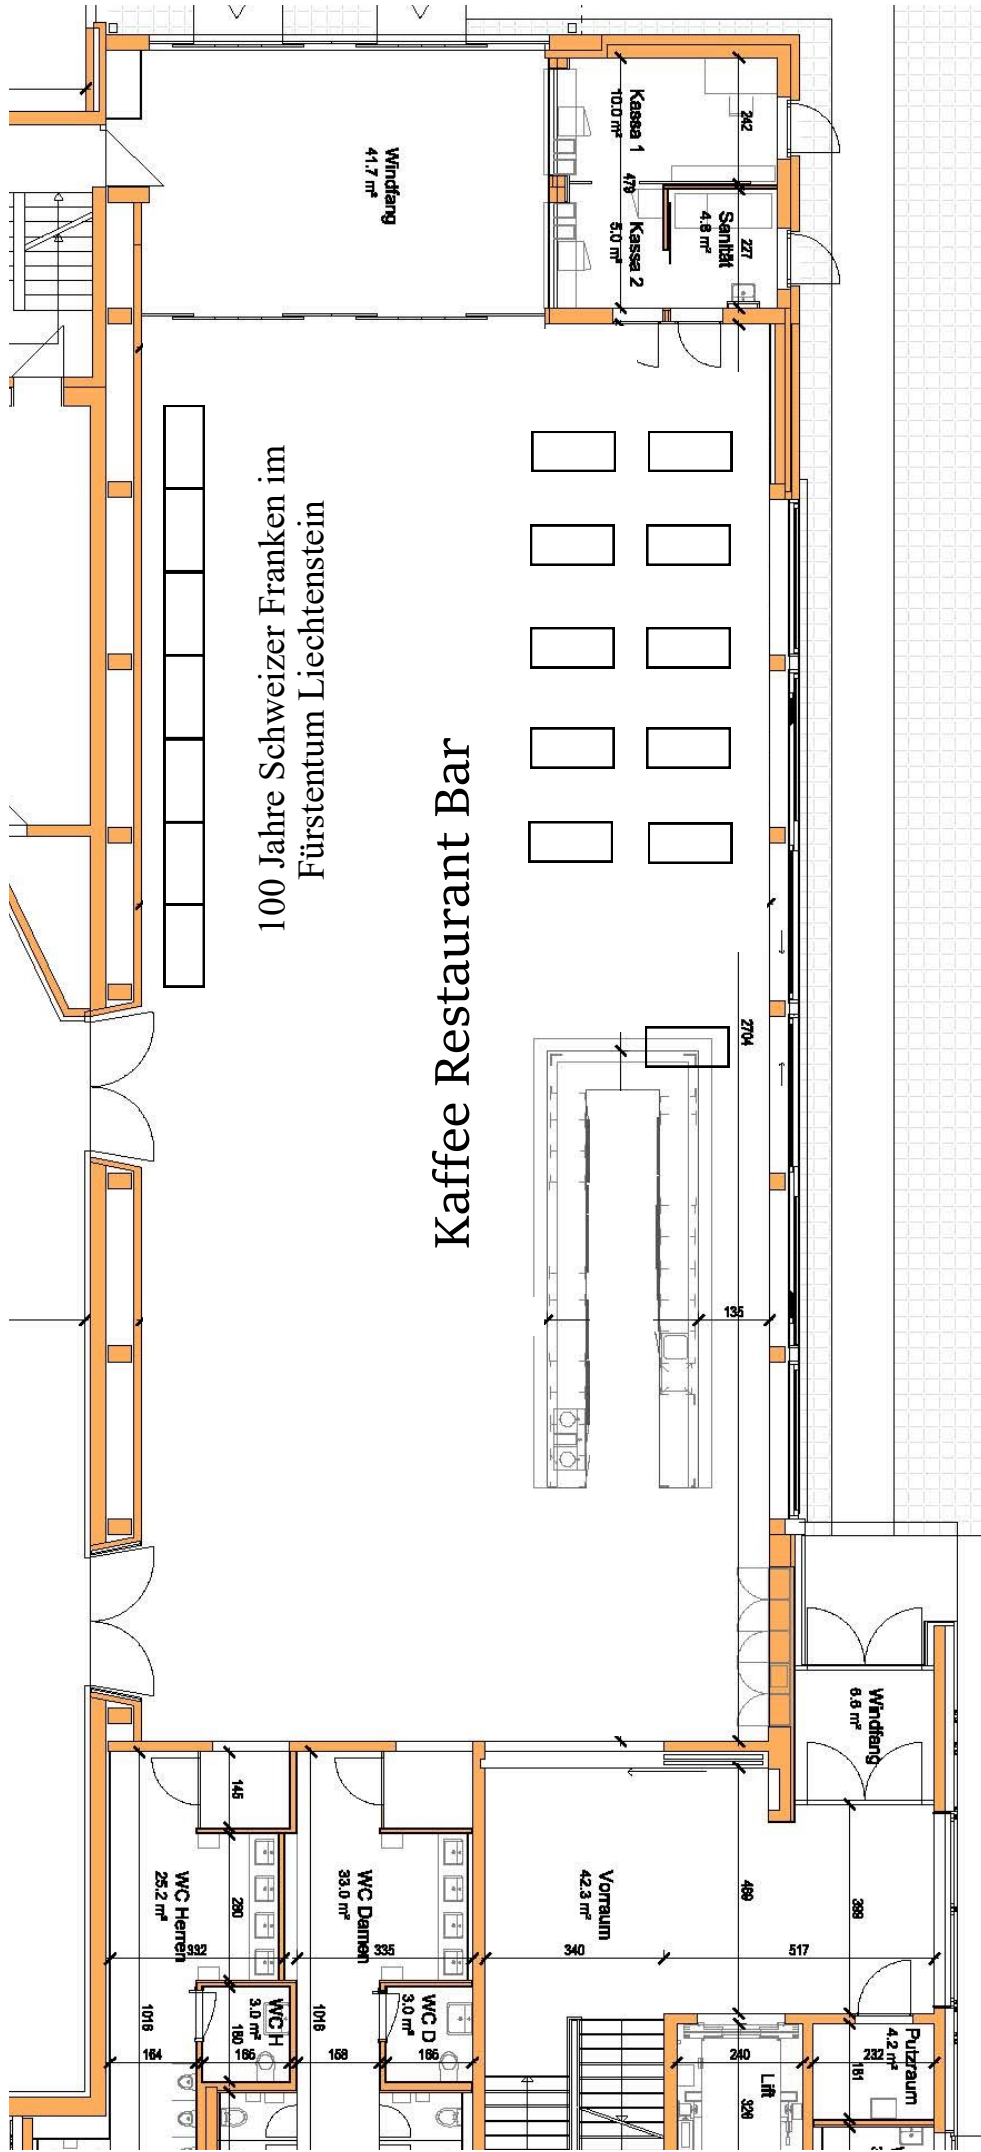 Windfang
41.7 m²
Kassa 1
10.0 m²
242
479
Kassa 2
5.0 m²
Sanität
4.8 m²
227
100 Jahre Schweizer Franken im
Fürstentum Liechtenstein
Kaffee Restaurant Bar
2704
135
Windfang
6.6 m²
145
WC Herren
25.2 m²
280
332
WC Damen
33.0 m²
335
Vorraum
42.3 m²
340
469
399
517
1016
WC H
3.0 m²
160
164
166
1016
158
WC D
3.0 m²
166
240
Lift
326
Putzraum
4.2 m²
232
181